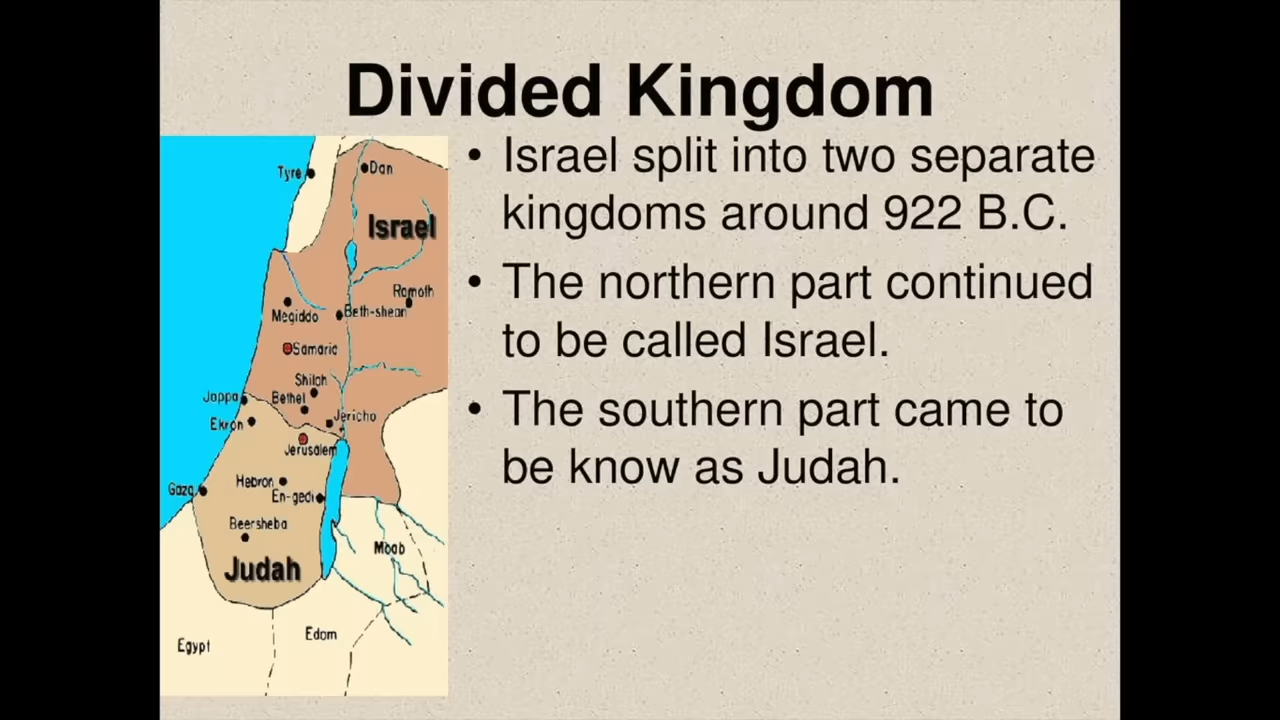 Divided Kingdom
• Israel split into two separate
kingdoms around 922 B.C.
• The northern part continued
to be called Israel.
• The southern part came to
be know as Judah.
Tyre
Dan
Israel
Ramoth
Megiddo
Beth-shean
Samaria
Shiloh
Joppa
Bethel
Jericho
Ekron
Jerusalem
Hebron
Gaza
En-gedi
Beersheba
Moab
Judah
Edom
Egypt